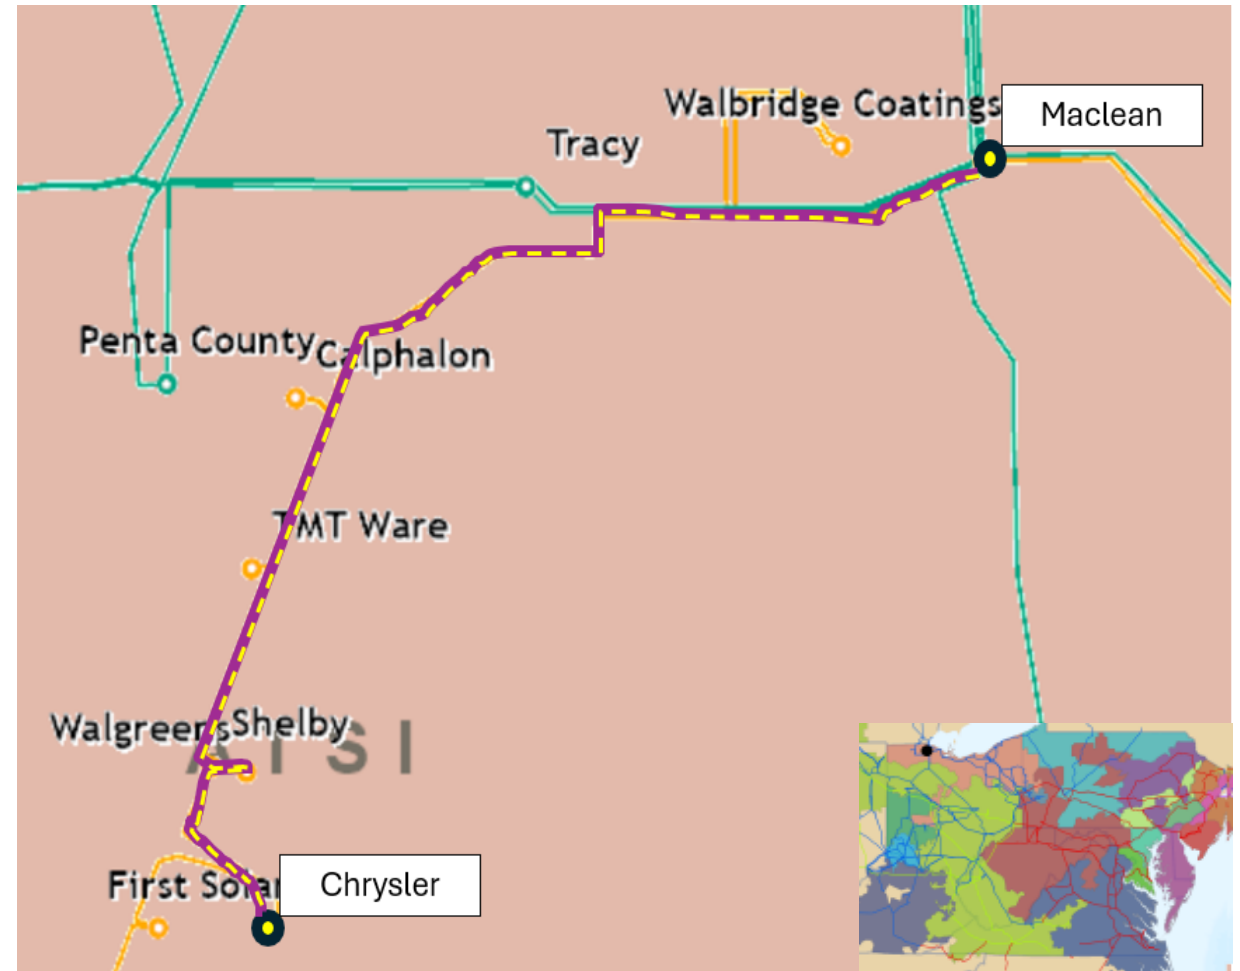 Walbridge Coatings
Maclean
Tracy
Penta County
Calphalon
TMT Ware
Walgreens
Shelby
ATSI
First Solar
Chrysler